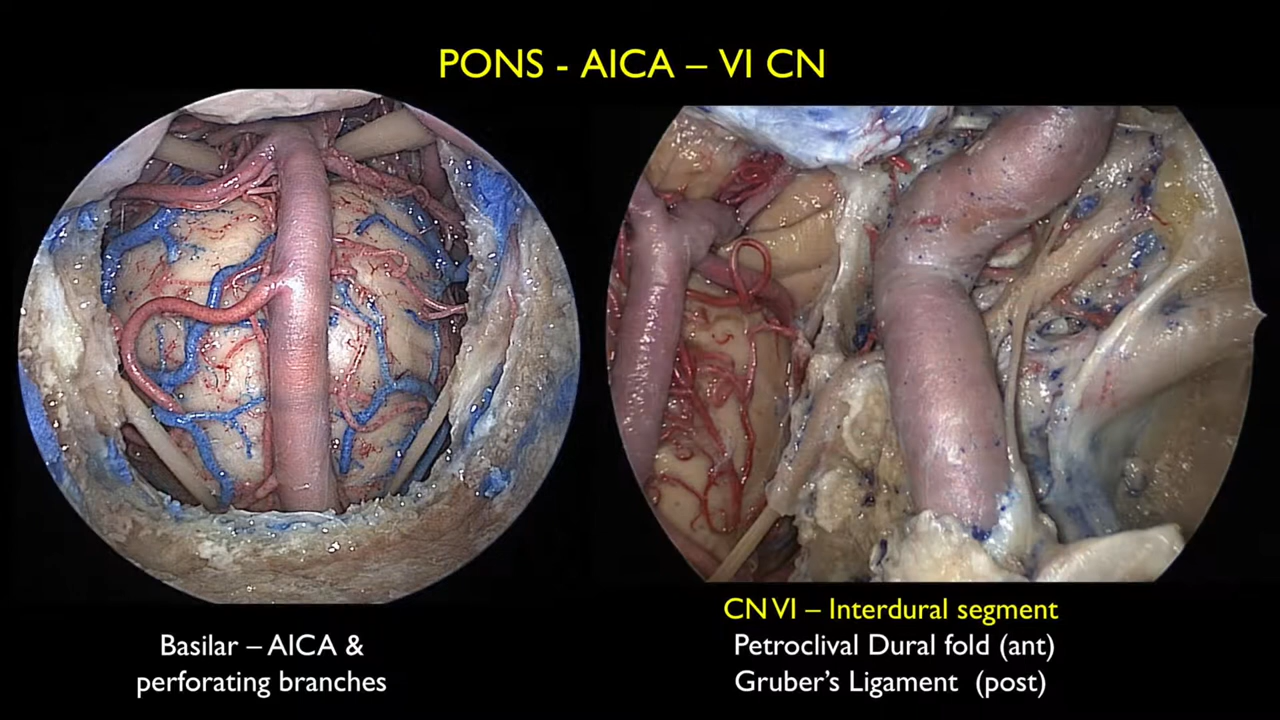 PONS - AICA – VI CN
Basilar – AICA &
perforating branches
CN VI – Interdural segment
Petroclival Dural fold (ant)
Gruber's Ligament (post)